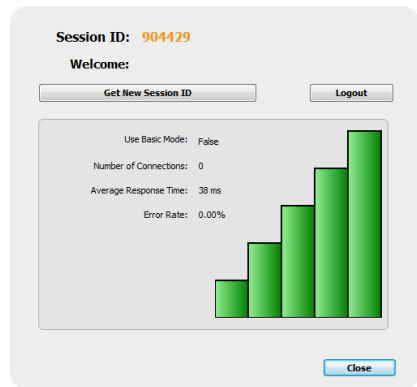 Session ID: 904429
Welcome:
Get New Session ID
Logout
Use Basic Mode: False
Number of Connections: 0
Average Response Time: 38 ms
Error Rate: 0.00%
Close